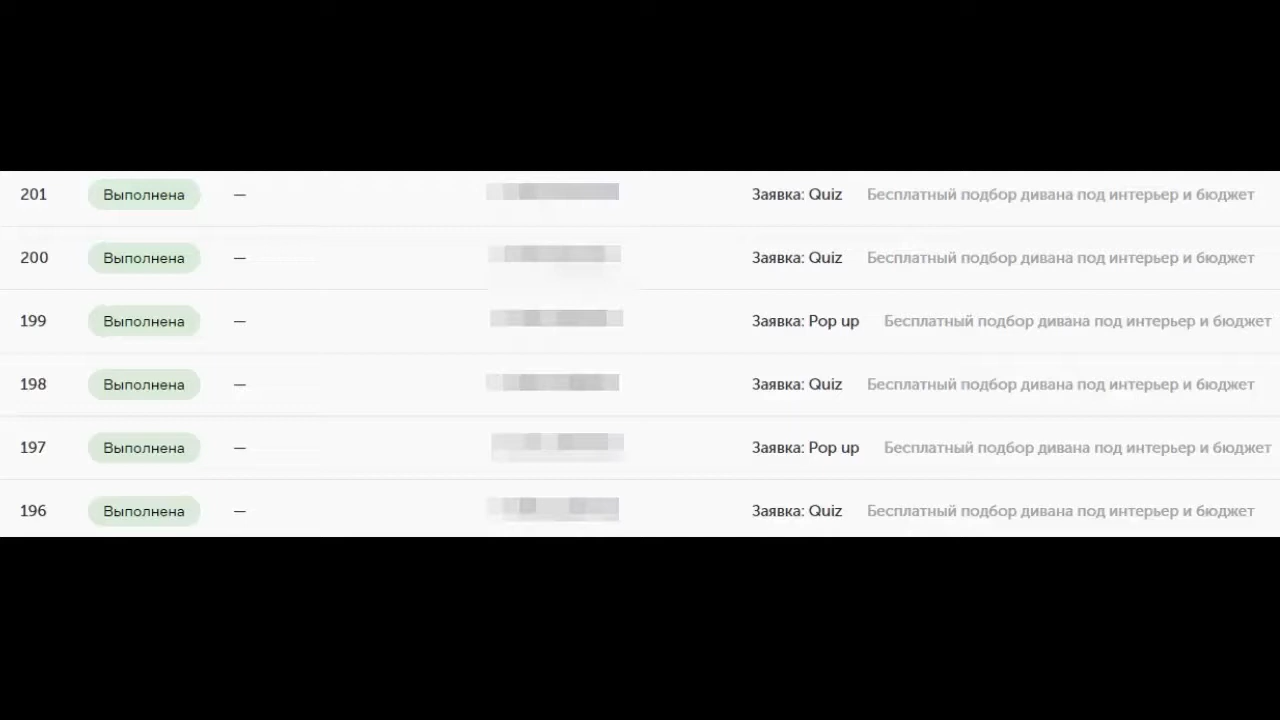 201 Выполнена — Заявка: Quiz Бесплатный подбор дивана под интерьер и бюджет
200 Выполнена — Заявка: Quiz Бесплатный подбор дивана под интерьер и бюджет
199 Выполнена — Заявка: Pop up Бесплатный подбор дивана под интерьер и бюджет
198 Выполнена — Заявка: Quiz Бесплатный подбор дивана под интерьер и бюджет
197 Выполнена — Заявка: Pop up Бесплатный подбор дивана под интерьер и бюджет
196 Выполнена — Заявка: Quiz Бесплатный подбор дивана под интерьер и бюджет